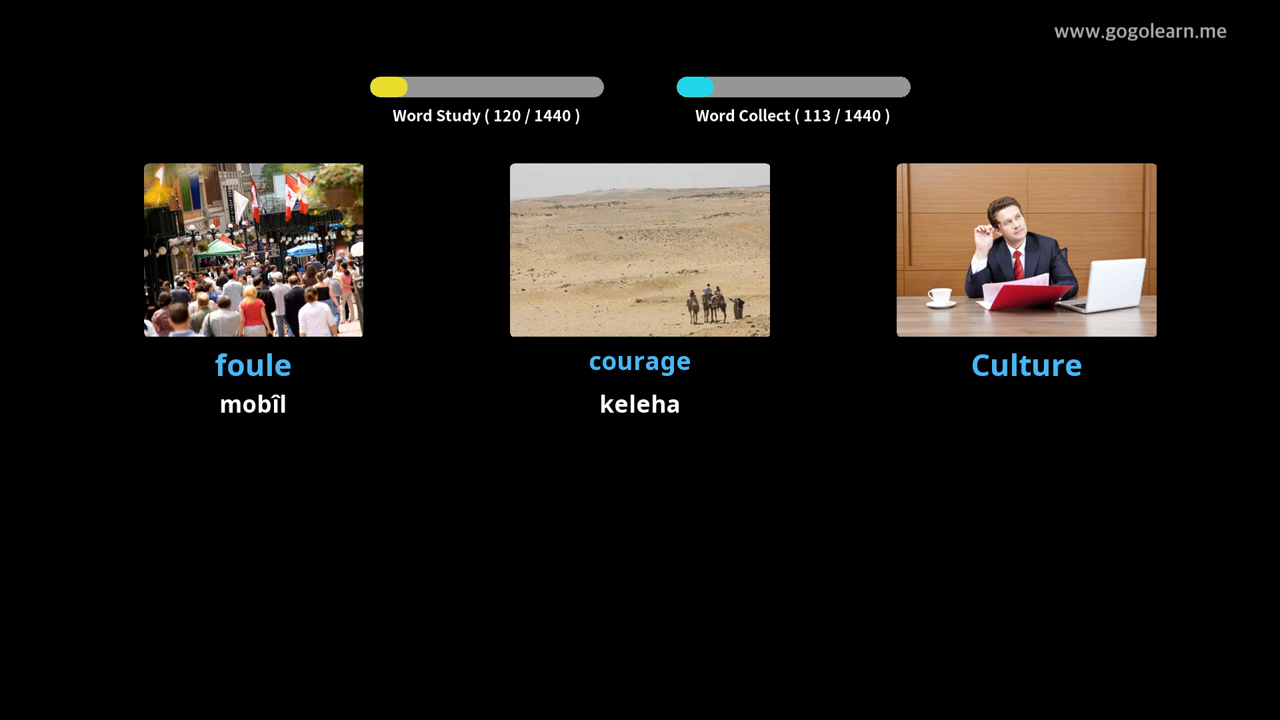 www.gogolearn.me
Word Study ( 120 / 1440 )
Word Collect ( 113 / 1440 )
foule
courage
Culture
mobîl
keleha